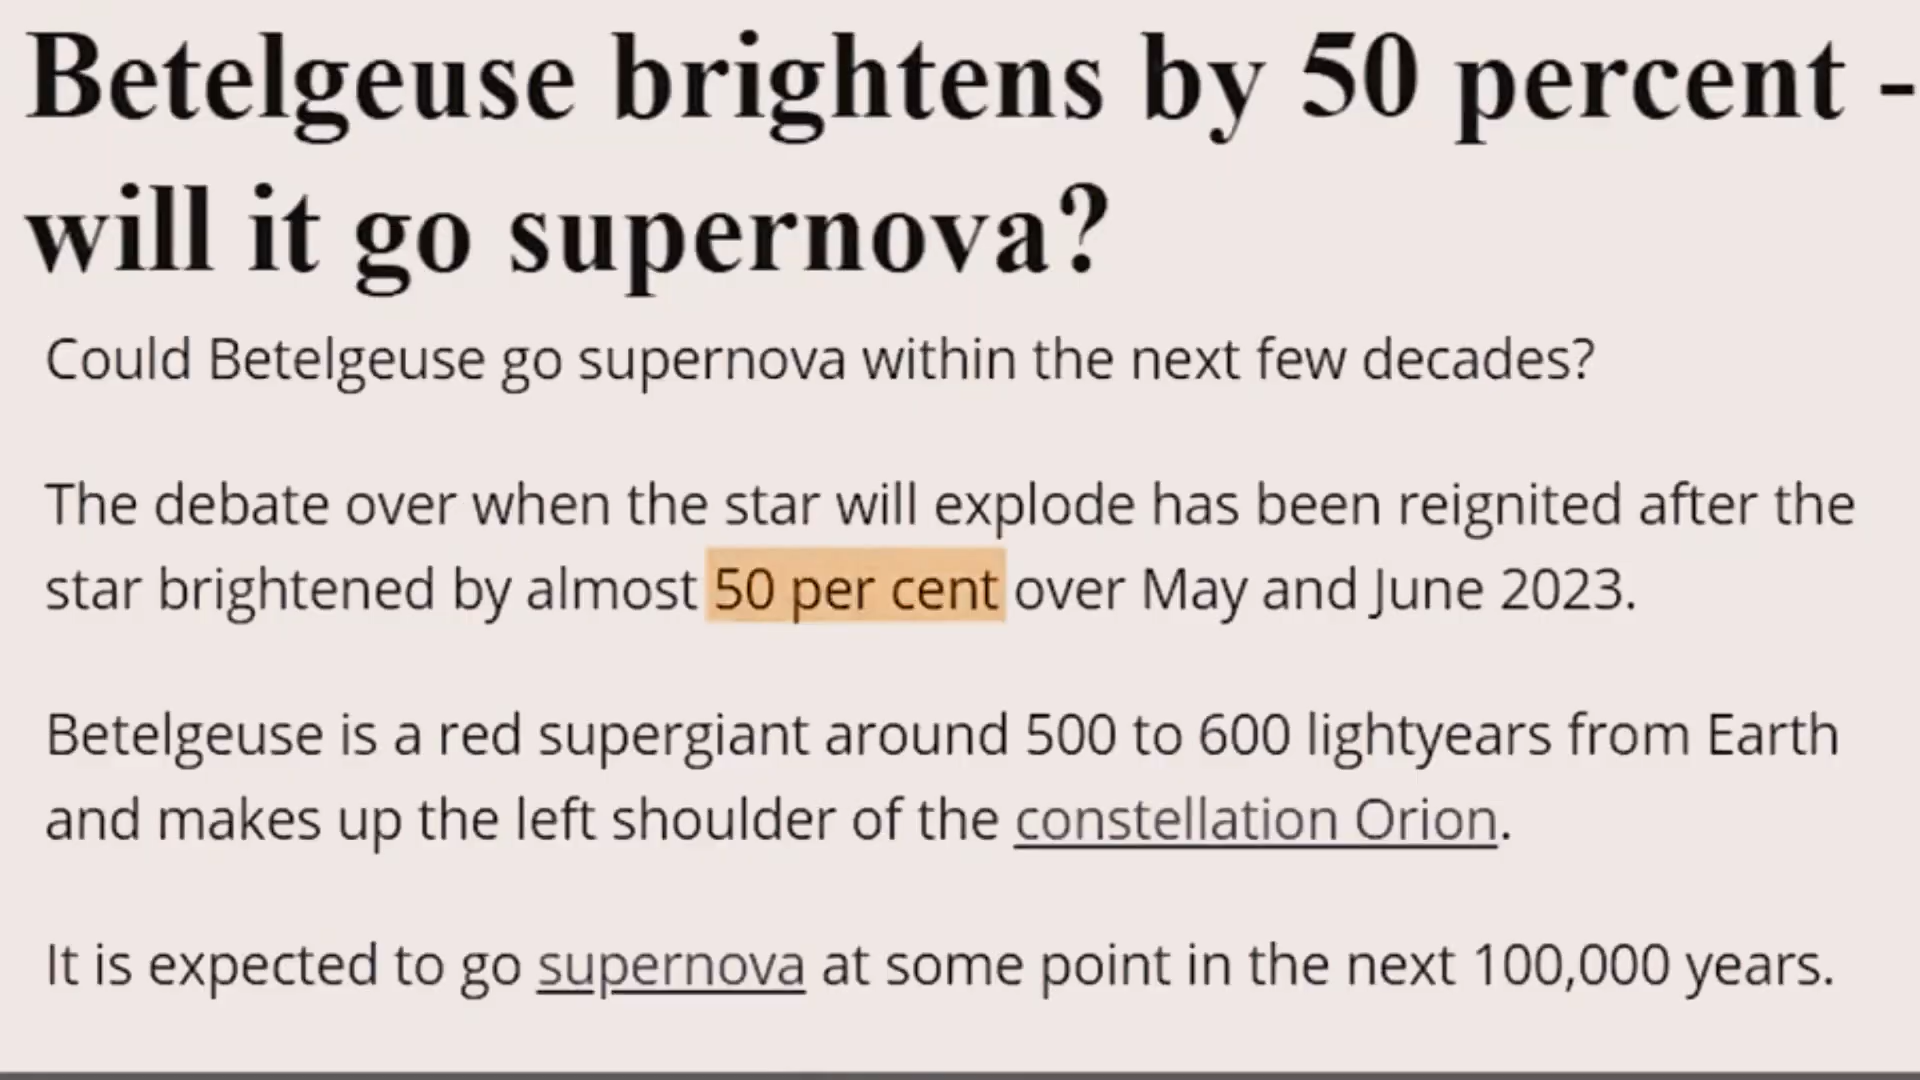 Betelgeuse brightens by 50 percent -
will it go supernova?
Could Betelgeuse go supernova within the next few decades?
The debate over when the star will explode has been reignited after the
star brightened by almost 50 per cent over May and June 2023.
Betelgeuse is a red supergiant around 500 to 600 lightyears from Earth
and makes up the left shoulder of the constellation Orion.
It is expected to go supernova at some point in the next 100,000 years.